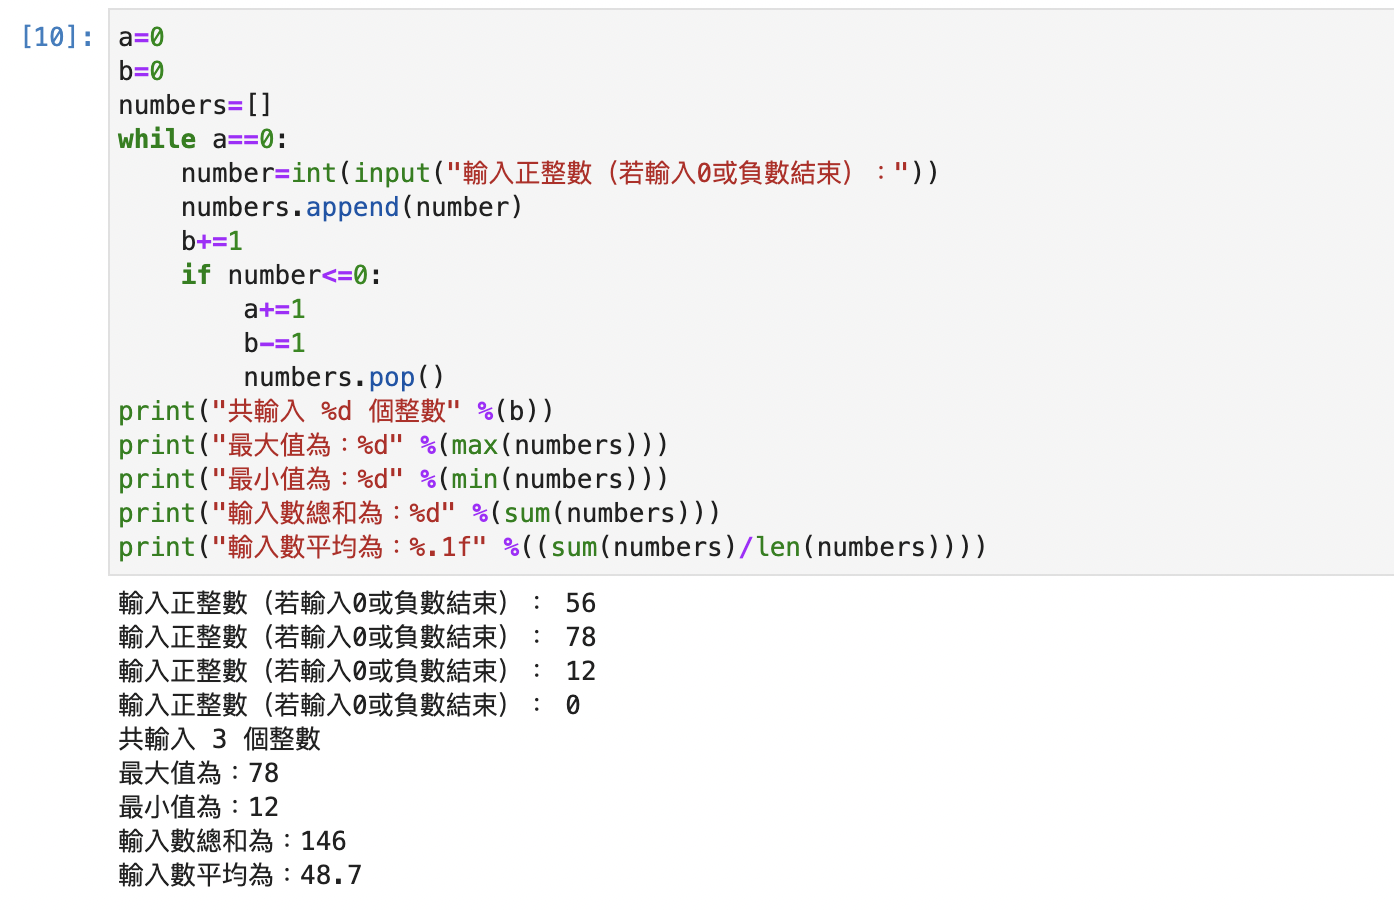 [10]:
a=0
b=0
numbers=[]
while a==0:
    number=int(input("輸入正整數（若輸入0或負數結束）："))
    numbers.append(number)
    b+=1
    if number<=0:
        a+=1
        b-=1
        numbers.pop()
print("共輸入 %d 個整數" %(b))
print("最大值為：%d" %(max(numbers)))
print("最小值為：%d" %(min(numbers)))
print("輸入數總和為：%d" %(sum(numbers)))
print("輸入數平均為：%.1f" %((sum(numbers)/len(numbers))))
輸入正整數（若輸入0或負數結束）： 56
輸入正整數（若輸入0或負數結束）： 78
輸入正整數（若輸入0或負數結束）： 12
輸入正整數（若輸入0或負數結束）： 0
共輸入 3 個整數
最大值為：78
最小值為：12
輸入數總和為：146
輸入數平均為：48.7